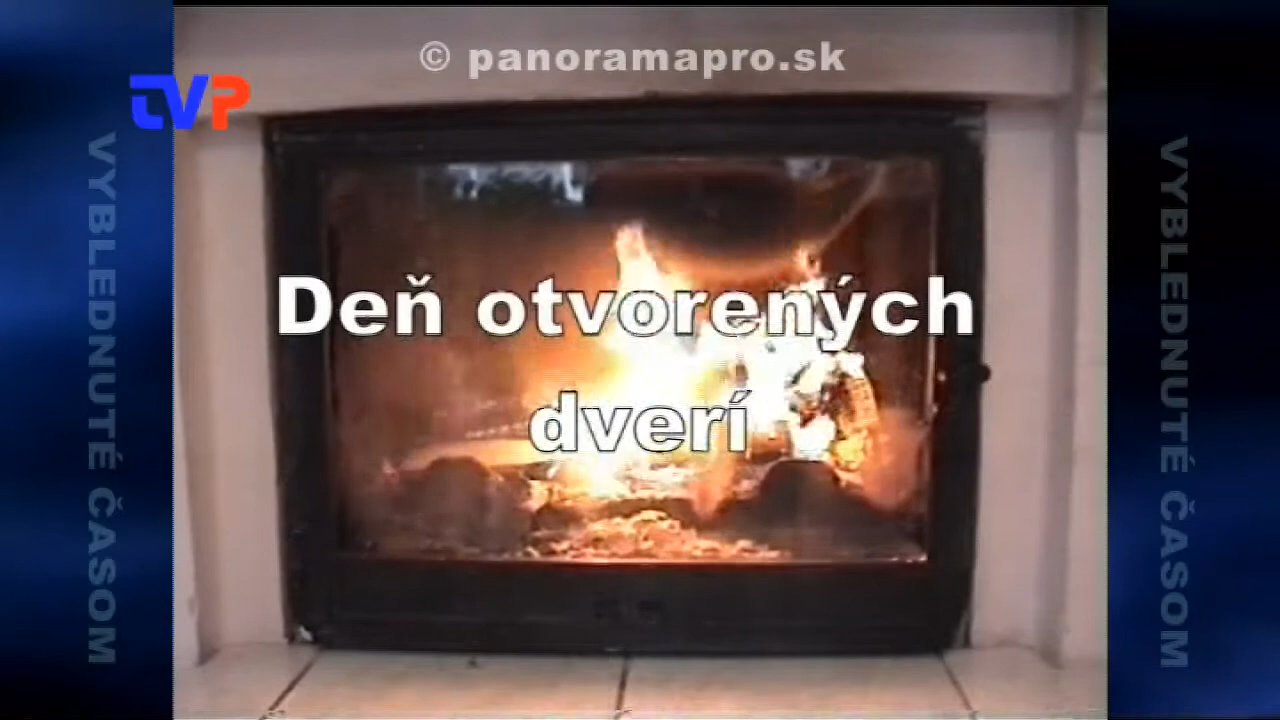 © panoramapro.sk
TVP
VYBLEDNUTÉ ČASOM
Deň otvorených
dverí
VYBLEDNUTÉ ČASOM